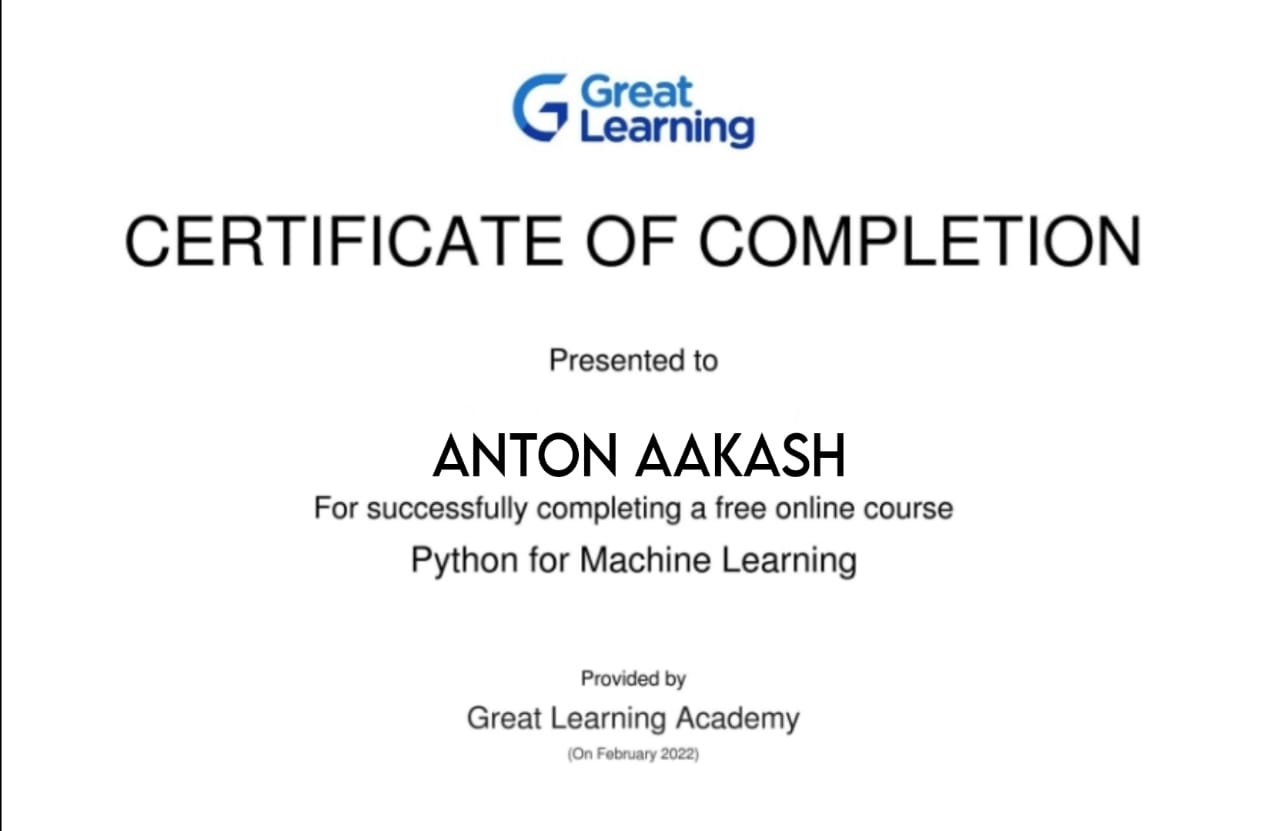 Great
Learning
CERTIFICATE OF COMPLETION
Presented to
ANTON AAKASH
For successfully completing a free online course
Python for Machine Learning
Provided by
Great Learning Academy
(On February 2022)